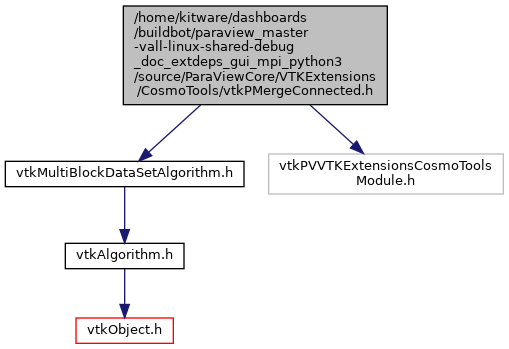 /home/kitware/dashboards
/buildbot/paraview_master
-vall-linux-shared-debug
_doc_extdeps_gui_mpi_python3
/source/ParaViewCore/VTKExtensions
/CosmoTools/vtkPMergeConnected.h
vtkMultiBlockDataSetAlgorithm.h
vtkPVVTKExtensionsCosmoTools
Module.h
vtkAlgorithm.h
vtkObject.h